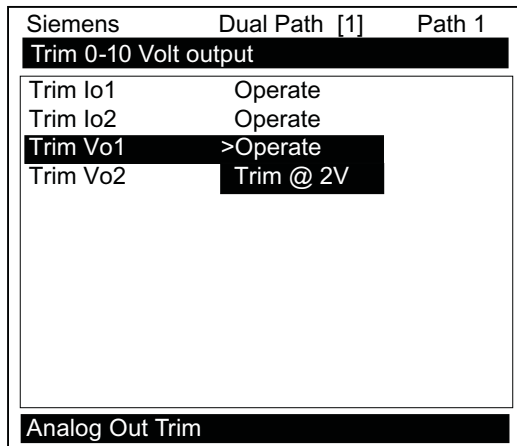 Siemens Dual Path [1] Path 1
Trim 0-10 Volt output
Trim Io1 Operate
Trim Io2 Operate
Trim Vo1 >Operate
Trim Vo2 Trim @ 2V
Analog Out Trim